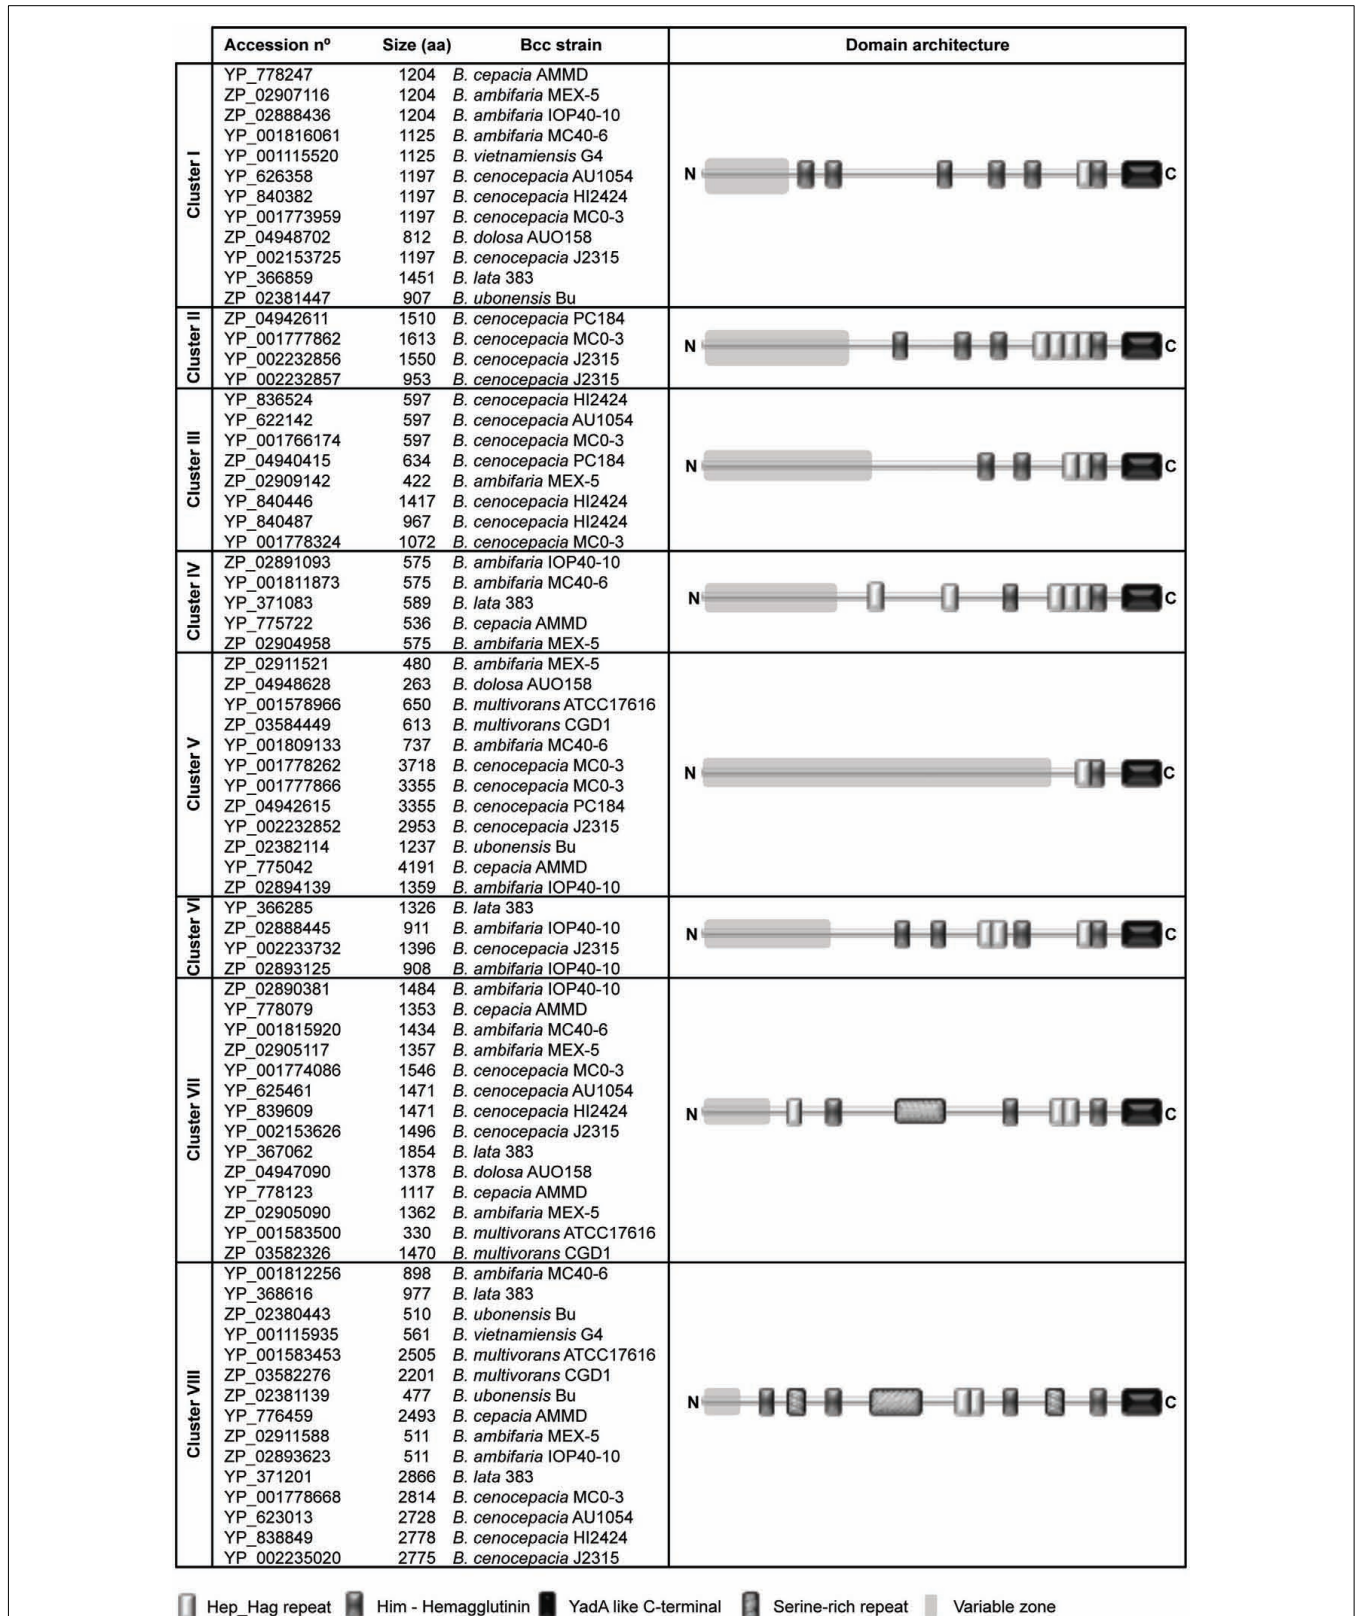 Accession nº Size (aa) Bcc strain Domain architecture
Cluster I
YP_778247 1204 B. cepacia AMMD
ZP_02907116 1204 B. ambifaria MEX-5
ZP_02888436 1204 B. ambifaria IOP40-10
YP_001816061 1125 B. ambifaria MC40-6
YP_001115520 1125 B. vietnamiensis G4
YP_626358 1197 B. cenocepacia AU1054
YP_840382 1197 B. cenocepacia HI2424
YP_001773959 1197 B. cenocepacia MC0-3
ZP_04948702 812 B. dolosa AUO158
YP_002153725 1197 B. cenocepacia J2315
YP_366859 1451 B. lata 383
ZP_02381447 907 B. ubonensis Bu
N C
Cluster II
ZP_04942611 1510 B. cenocepacia PC184
YP_001777862 1613 B. cenocepacia MC0-3
YP_002232856 1550 B. cenocepacia J2315
YP_002232857 953 B. cenocepacia J2315
N C
Cluster III
YP_836524 597 B. cenocepacia HI2424
YP_622142 597 B. cenocepacia AU1054
YP_001766174 597 B. cenocepacia MC0-3
ZP_04940415 634 B. cenocepacia PC184
ZP_02909142 422 B. ambifaria MEX-5
YP_840446 1417 B. cenocepacia HI2424
YP_840487 967 B. cenocepacia HI2424
YP_001778324 1072 B. cenocepacia MC0-3
N C
Cluster IV
ZP_02891093 575 B. ambifaria IOP40-10
YP_001811873 575 B. ambifaria MC40-6
YP_371083 589 B. lata 383
YP_775722 536 B. cepacia AMMD
ZP_02904958 575 B. ambifaria MEX-5
N C
Cluster V
ZP_02911521 480 B. ambifaria MEX-5
ZP_04948628 263 B. dolosa AUO158
YP_001578966 650 B. multivorans ATCC17616
ZP_03584449 613 B. multivorans CGD1
YP_001809133 737 B. ambifaria MC40-6
YP_001778262 3718 B. cenocepacia MC0-3
YP_001777866 3355 B. cenocepacia MC0-3
ZP_04942615 3355 B. cenocepacia PC184
YP_002232852 2953 B. cenocepacia J2315
ZP_02382114 1237 B. ubonensis Bu
YP_775042 4191 B. cepacia AMMD
ZP_02894139 1359 B. ambifaria IOP40-10
N C
Cluster VI
YP_366285 1326 B. lata 383
ZP_02888445 911 B. ambifaria IOP40-10
YP_002233732 1396 B. cenocepacia J2315
ZP_02893125 908 B. ambifaria IOP40-10
N C
Cluster VII
ZP_02890381 1484 B. ambifaria IOP40-10
YP_778079 1353 B. cepacia AMMD
YP_001815920 1434 B. ambifaria MC40-6
ZP_02905117 1357 B. ambifaria MEX-5
YP_001774086 1546 B. cenocepacia MC0-3
YP_625461 1471 B. cenocepacia AU1054
YP_839609 1471 B. cenocepacia HI2424
YP_002153626 1496 B. cenocepacia J2315
YP_367062 1854 B. lata 383
ZP_04947090 1378 B. dolosa AUO158
YP_778123 1117 B. cepacia AMMD
ZP_02905090 1362 B. ambifaria MEX-5
YP_001583500 330 B. multivorans ATCC17616
ZP_03582326 1470 B. multivorans CGD1
N C
Cluster VIII
YP_001812256 898 B. ambifaria MC40-6
YP_368616 977 B. lata 383
ZP_02380443 510 B. ubonensis Bu
YP_001115935 561 B. vietnamiensis G4
YP_001583453 2505 B. multivorans ATCC17616
ZP_03582276 2201 B. multivorans CGD1
ZP_02381139 477 B. ubonensis Bu
YP_776459 2493 B. cepacia AMMD
ZP_02911588 511 B. ambifaria MEX-5
ZP_02893623 511 B. ambifaria IOP40-10
YP_371201 2866 B. lata 383
YP_001778668 2814 B. cenocepacia MC0-3
YP_623013 2728 B. cenocepacia AU1054
YP_838849 2778 B. cenocepacia HI2424
YP_002235020 2775 B. cenocepacia J2315
N C
Hep_Hag repeat Him - Hemagglutinin YadA like C-terminal Serine-rich repeat Variable zone